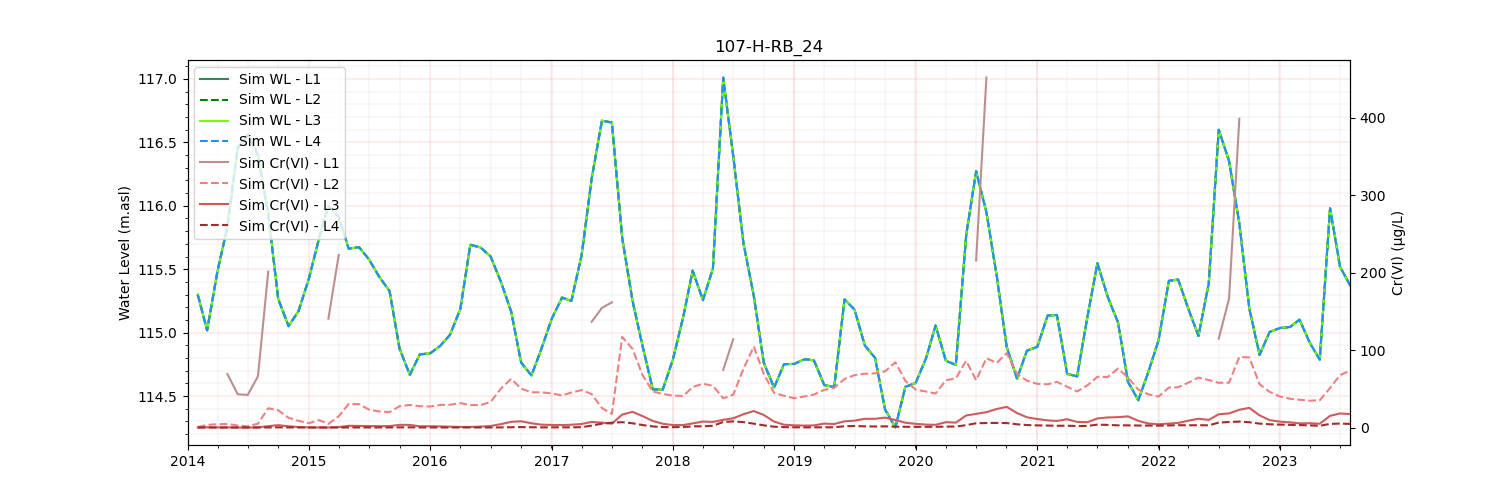 107-H-RB_24
Water Level (m.asl)
117.0
116.5
116.0
115.5
115.0
114.5
Sim WL - L1
Sim WL - L2
Sim WL - L3
Sim WL - L4
Sim Cr(VI) - L1
Sim Cr(VI) - L2
Sim Cr(VI) - L3
Sim Cr(VI) - L4
400
300
200
100
0
Cr(VI) (µg/L)
2014 2015 2016 2017 2018 2019 2020 2021 2022 2023